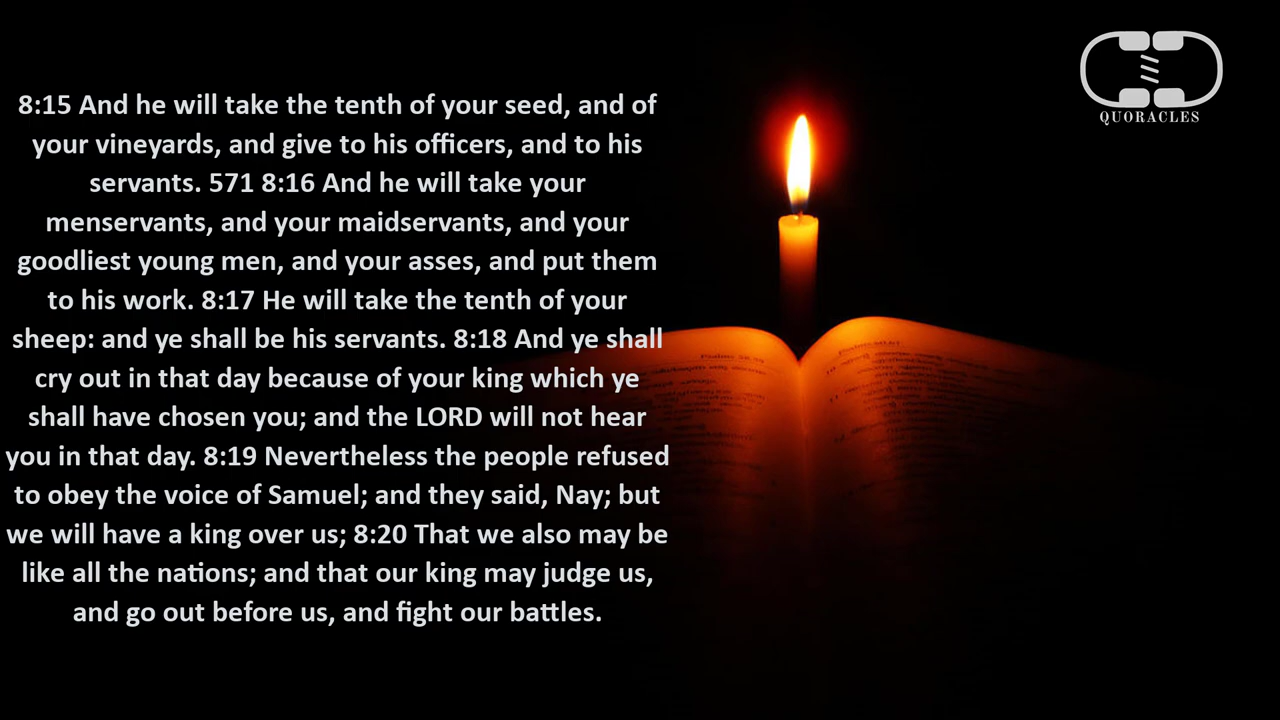 8:15 And he will take the tenth of your seed, and of
your vineyards, and give to his officers, and to his
servants. 571 8:16 And he will take your
menservants, and your maidservants, and your
goodliest young men, and your asses, and put them
to his work. 8:17 He will take the tenth of your
sheep: and ye shall be his servants. 8:18 And ye shall
cry out in that day because of your king which ye
shall have chosen you; and the LORD will not hear
you in that day. 8:19 Nevertheless the people refused
to obey the voice of Samuel; and they said, Nay; but
we will have a king over us; 8:20 That we also may be
like all the nations; and that our king may judge us,
and go out before us, and fight our battles.
QUORACLES